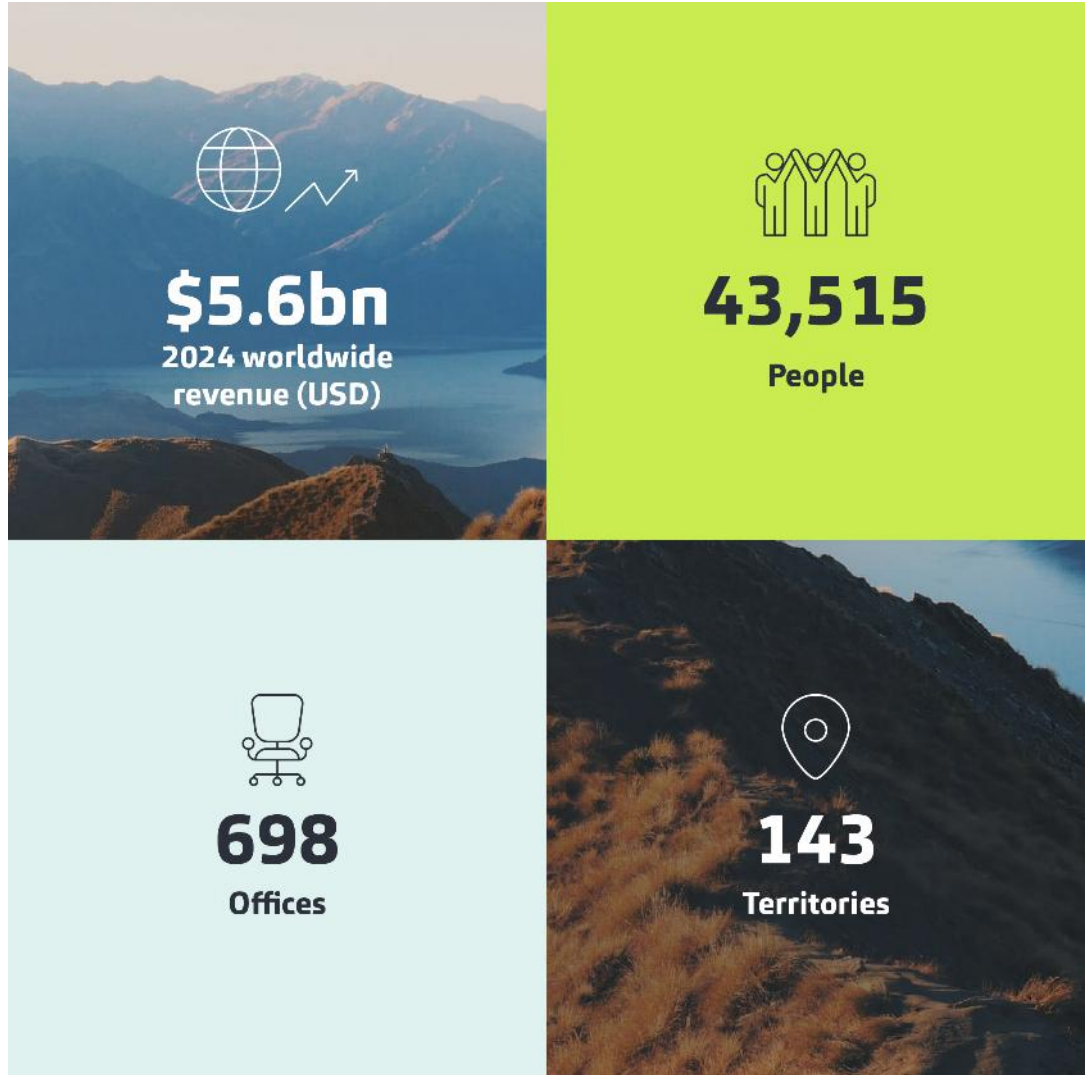 $5.6bn
2024 worldwide
revenue (USD)
43,515
People
698
Offices
143
Territories